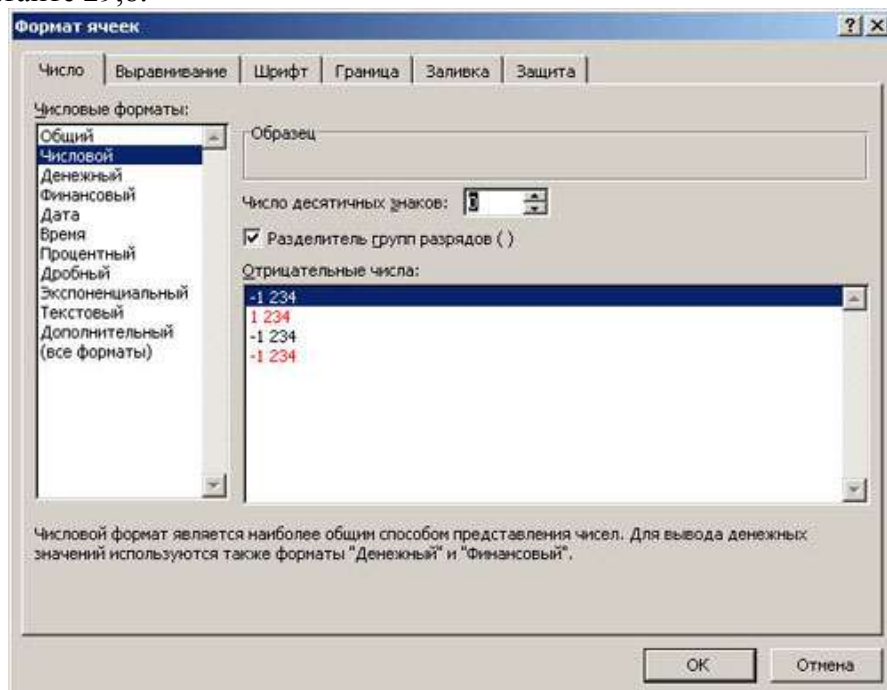 Формат ячеек
Число Выравнивание Шрифт Граница Заливка Защита
Числовые форматы:
Общий
Числовой
Денежный
Финансовый
Дата
Время
Процентный
Дробный
Экспоненциальный
Текстовый
Дополнительный
(все форматы)
Образец
Число десятичных знаков: 0
Разделитель групп разрядов ( )
Отрицательные числа:
-1 234
1 234
-1 234
-1 234
Числовой формат является наиболее общим способом представления чисел. Для вывода денежных
значений используются также форматы "Денежный" и "Финансовый".
ОК Отмена